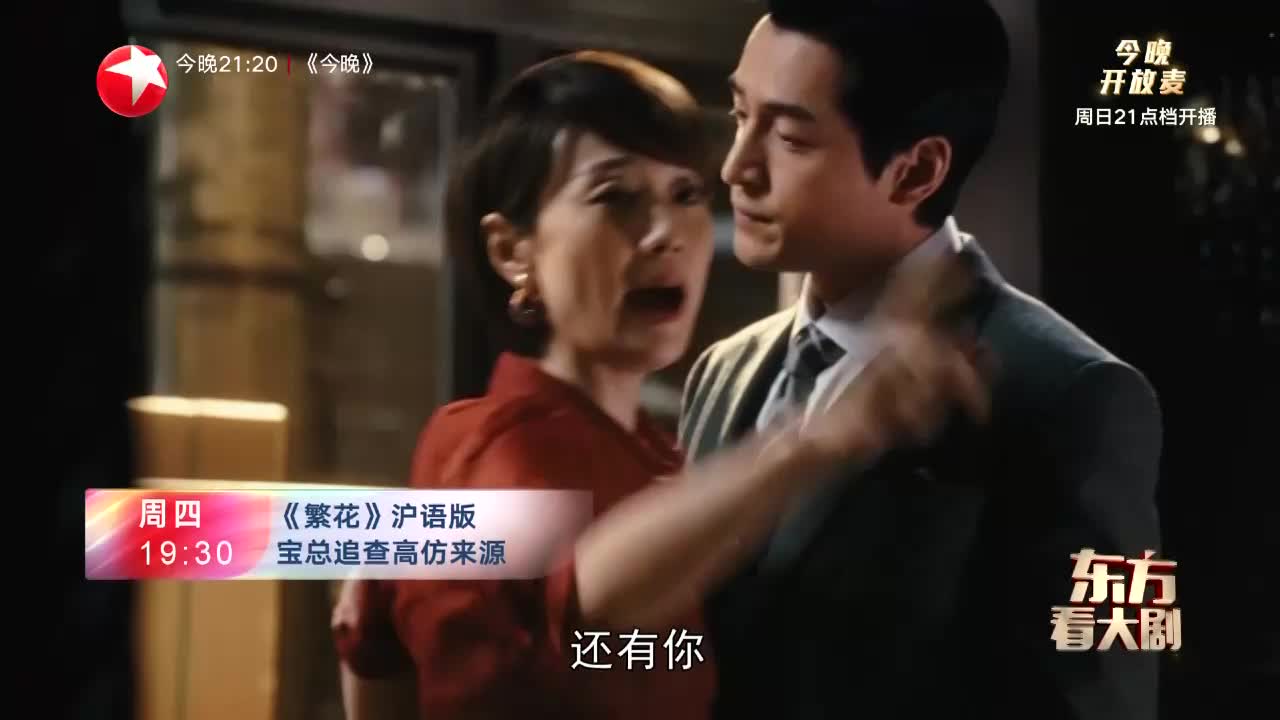 今晚21:20 | 《今晚》
今晚
开放麦
周日21点档开播
周四
19:30
《繁花》沪语版
宝总追查高仿来源
东方
看大剧
还有你